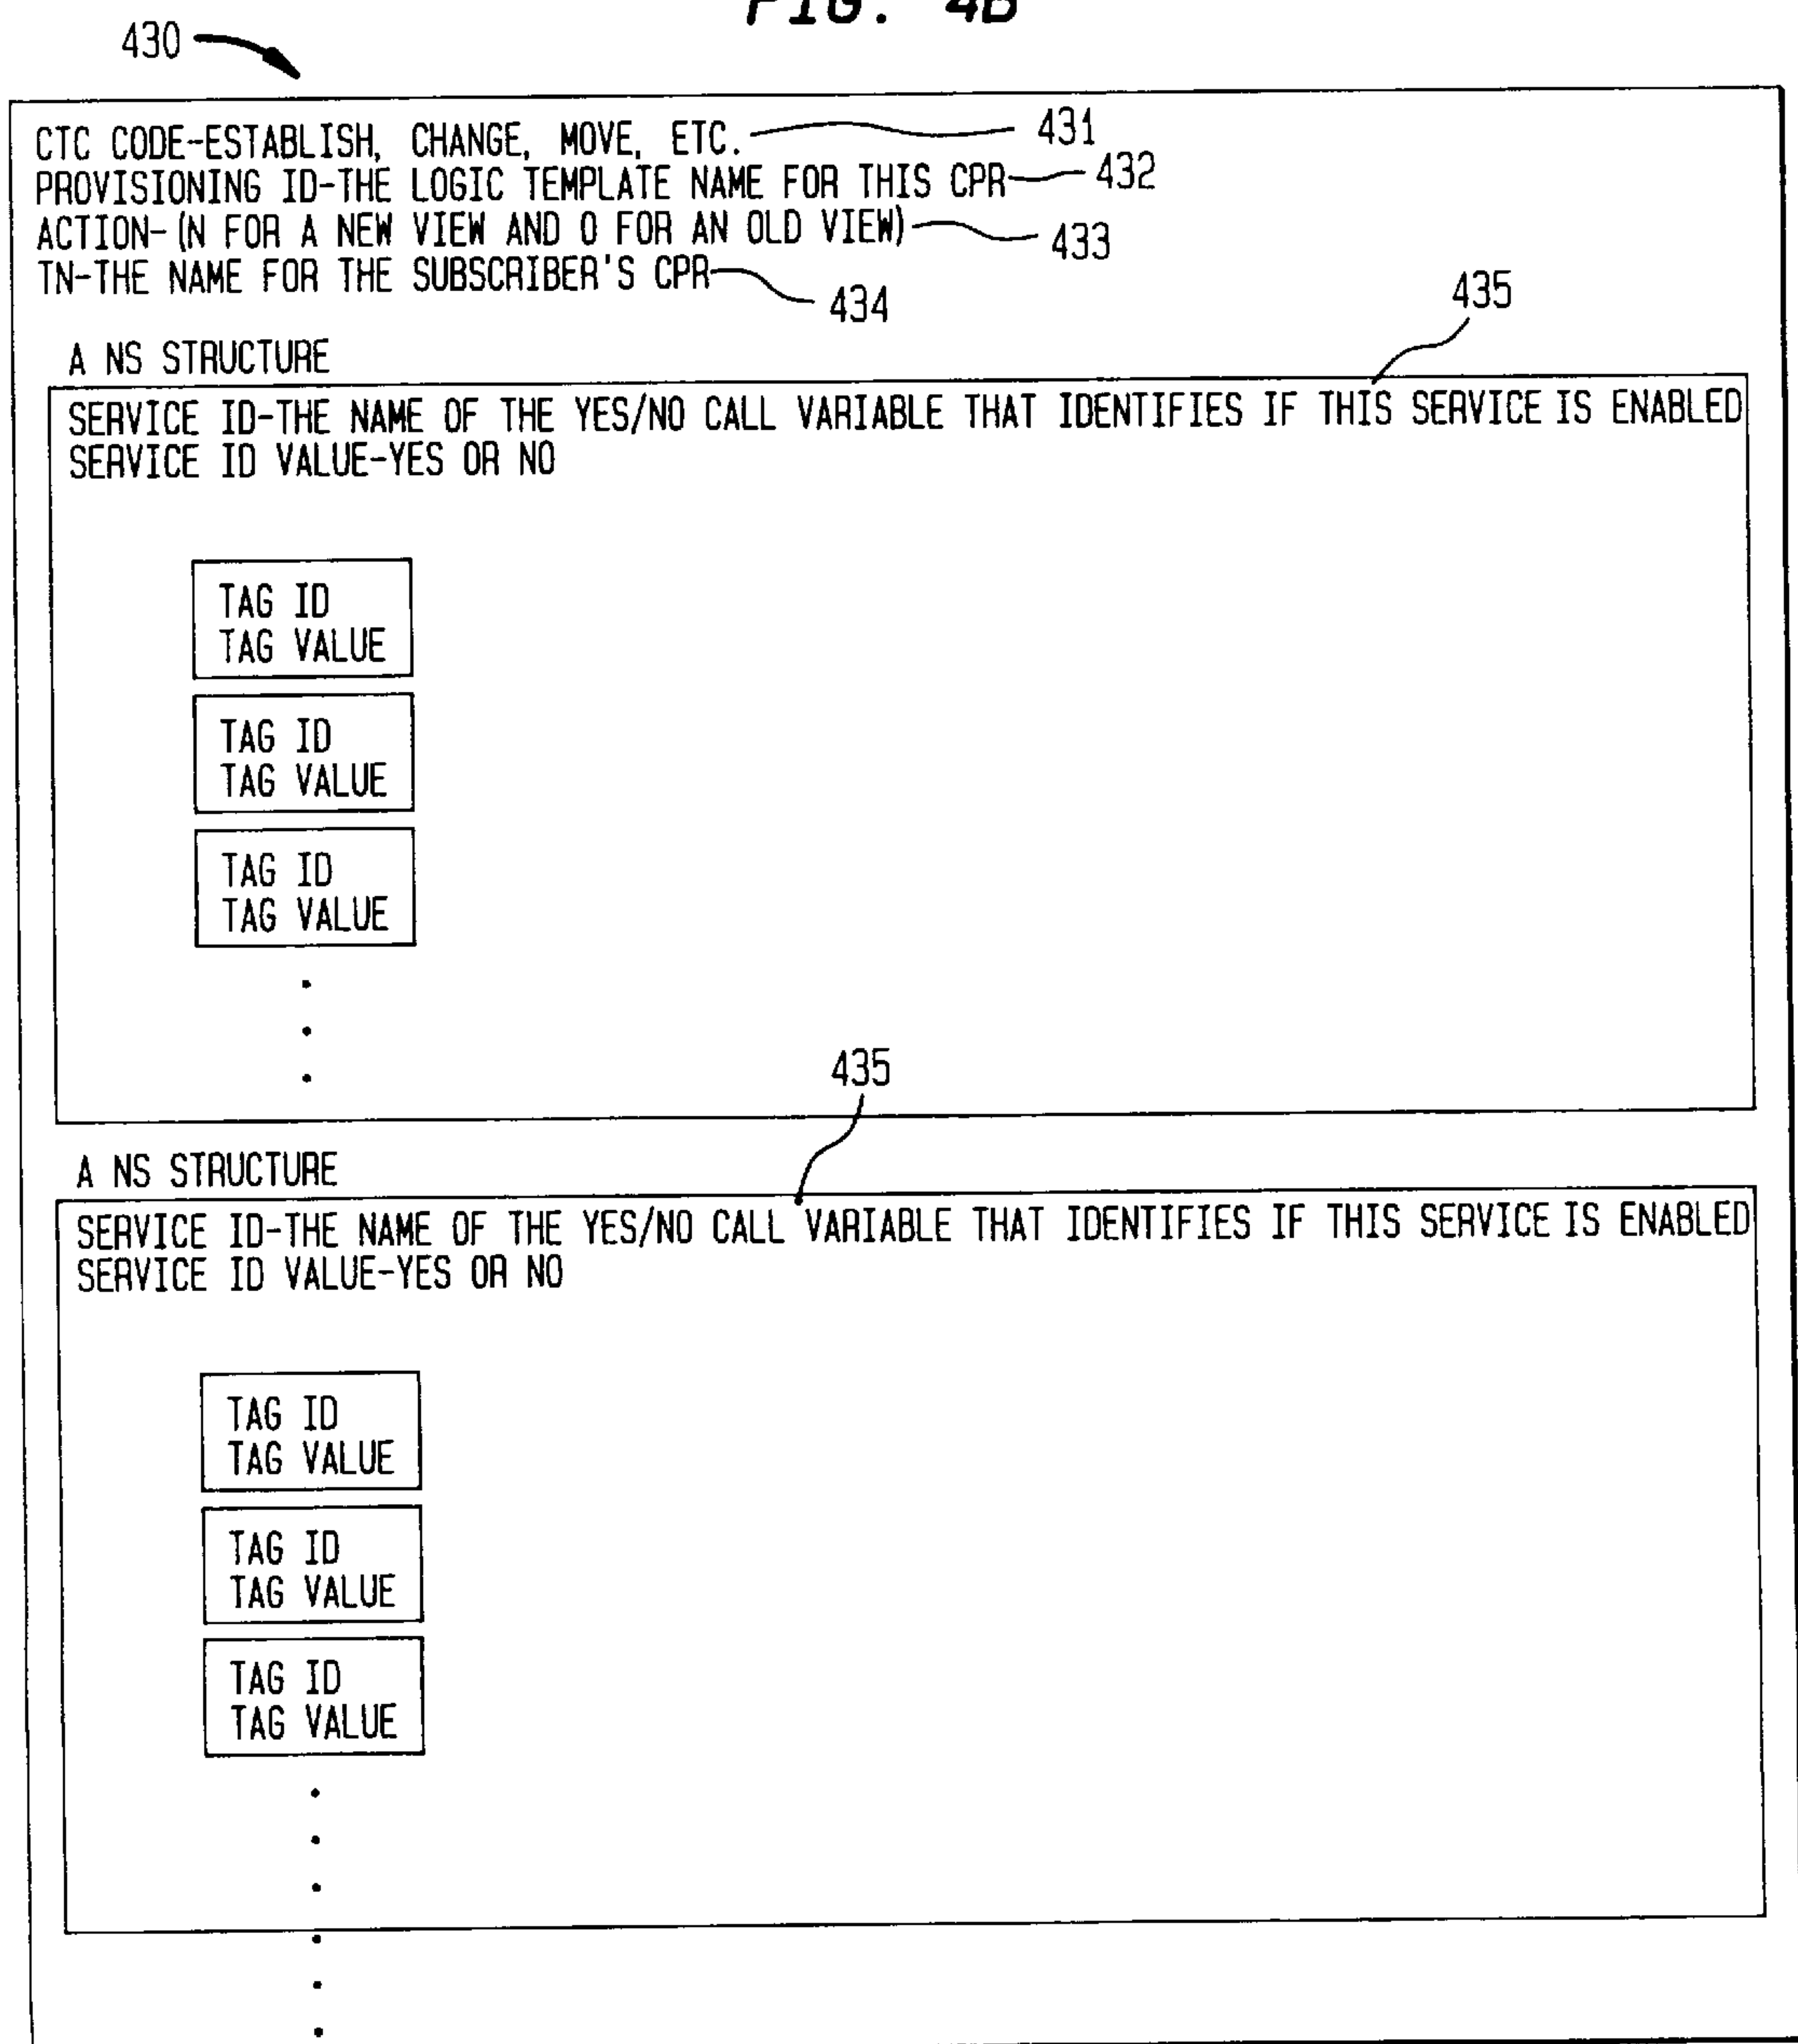 FIG. 4B
430
CTC CODE-ESTABLISH, CHANGE, MOVE, ETC. 431
PROVISIONING ID-THE LOGIC TEMPLATE NAME FOR THIS CPR 432
ACTION-(N FOR A NEW VIEW AND O FOR AN OLD VIEW) 433
TN-THE NAME FOR THE SUBSCRIBER'S CPR 434
435
A NS STRUCTURE
SERVICE ID-THE NAME OF THE YES/NO CALL VARIABLE THAT IDENTIFIES IF THIS SERVICE IS ENABLED
SERVICE ID VALUE-YES OR NO
TAG ID
TAG VALUE
TAG ID
TAG VALUE
TAG ID
TAG VALUE
435
A NS STRUCTURE
SERVICE ID-THE NAME OF THE YES/NO CALL VARIABLE THAT IDENTIFIES IF THIS SERVICE IS ENABLED
SERVICE ID VALUE-YES OR NO
TAG ID
TAG VALUE
TAG ID
TAG VALUE
TAG ID
TAG VALUE